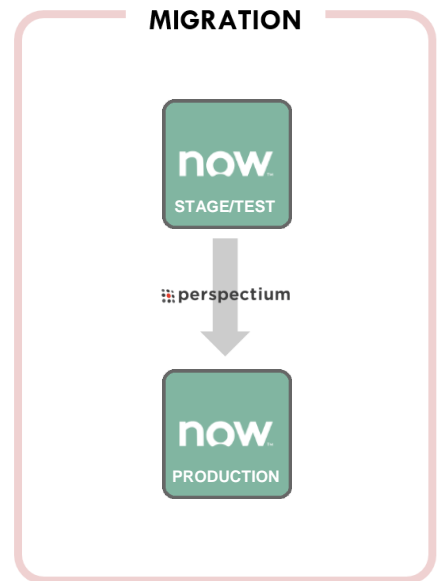 MIGRATION
now
STAGE/TEST
perspectium
now
PRODUCTION